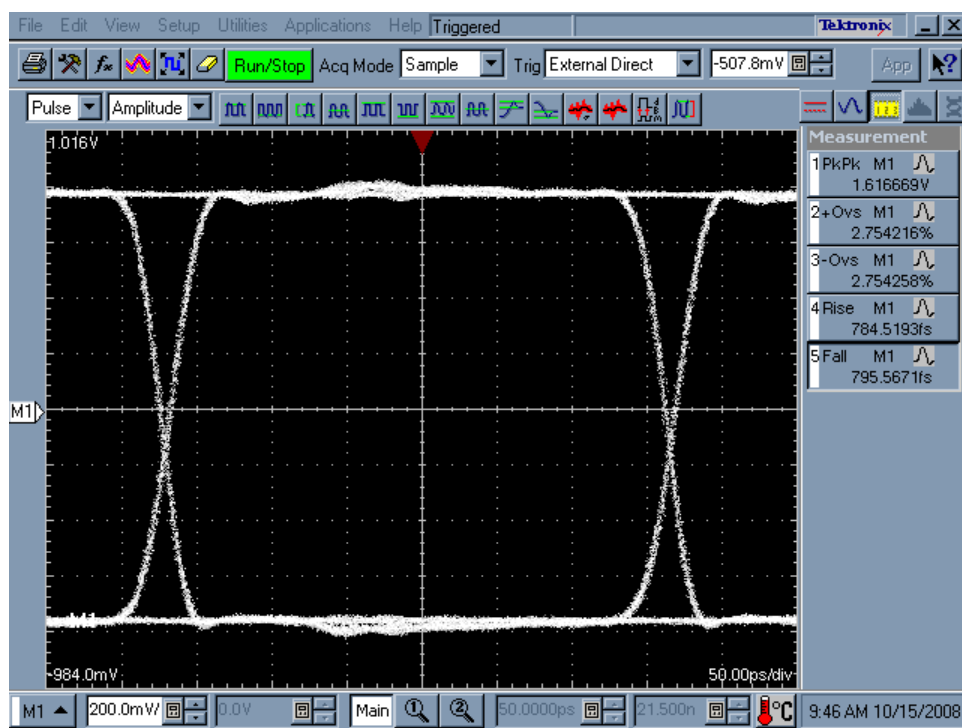 File Edit View Setup Utilities Applications Help Triggered Tektronix
Run/Stop Acq Mode Sample Trig External Direct -507.8mV App
Pulse Amplitude
1.016V
Measurement
1 PkPk M1
1.616669V
2 +Ovs M1
2.754216%
3 -Ovs M1
2.754258%
4 Rise M1
784.5193fs
5 Fall M1
795.5671fs
M1
M1
-984.0mV
50.00ps/div
M1 200.0mV/ 0.0V Main 1 2 50.0000ps 21.500n °C 9:46 AM 10/15/2008